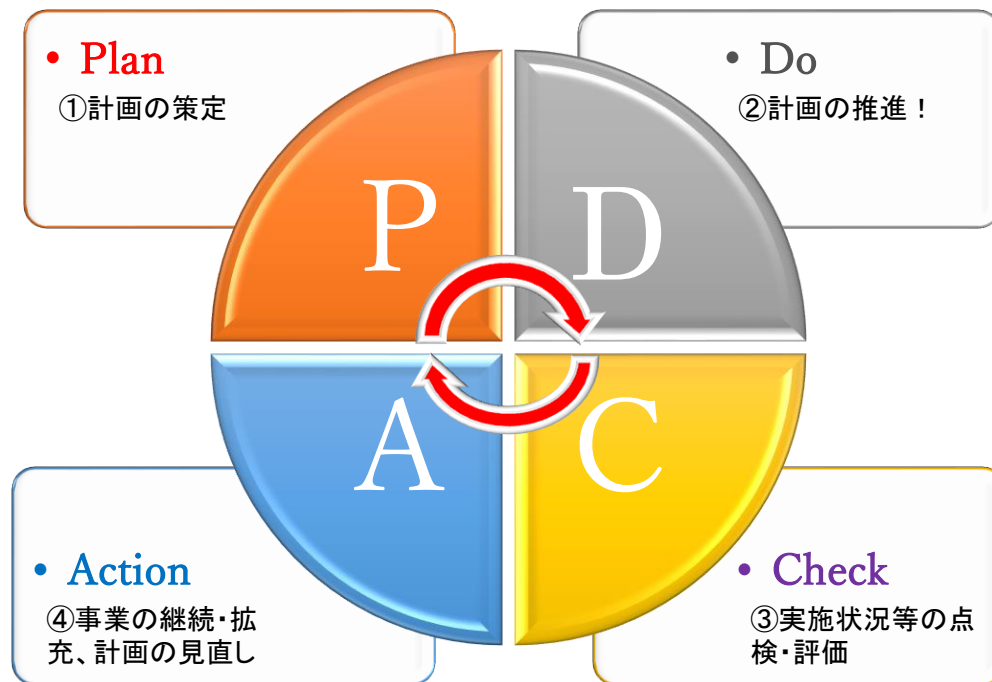 • Plan
①計画の策定
• Do
②計画の推進！
P
D
A
C
• Action
④事業の継続・拡
充、計画の見直し
• Check
③実施状況等の点
検・評価